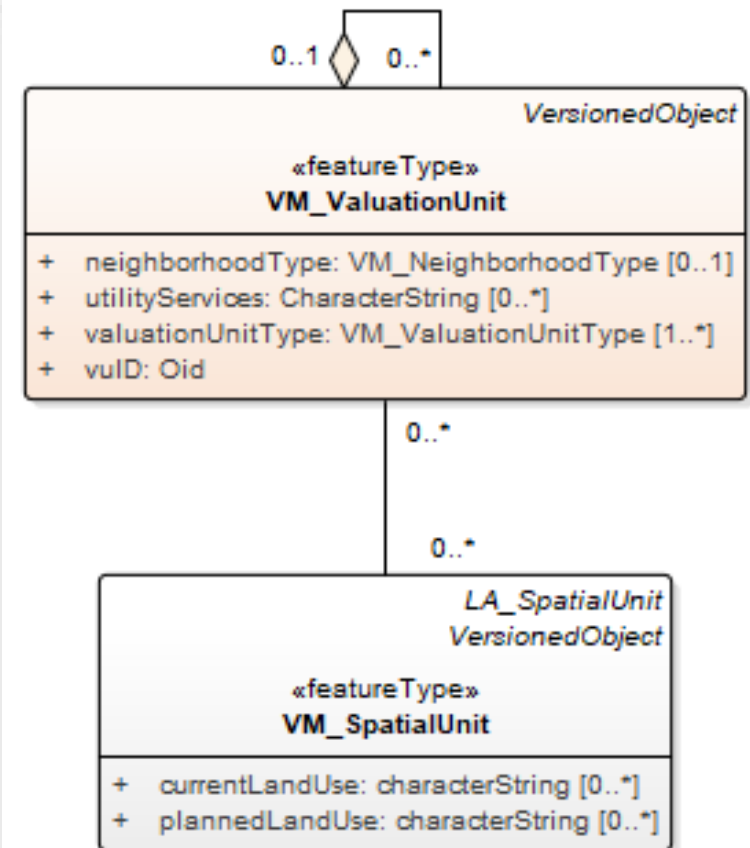 0..1 0..*
VersionedObject
«featureType»
VM_ValuationUnit
+ neighborhoodType: VM_NeighborhoodType [0..1]
+ utilityServices: CharacterString [0..*]
+ valuationUnitType: VM_ValuationUnitType [1..*]
+ vuID: Oid
0..*
0..*
LA_SpatialUnit
VersionedObject
«featureType»
VM_SpatialUnit
+ currentLandUse: characterString [0..*]
+ plannedLandUse: characterString [0..*]